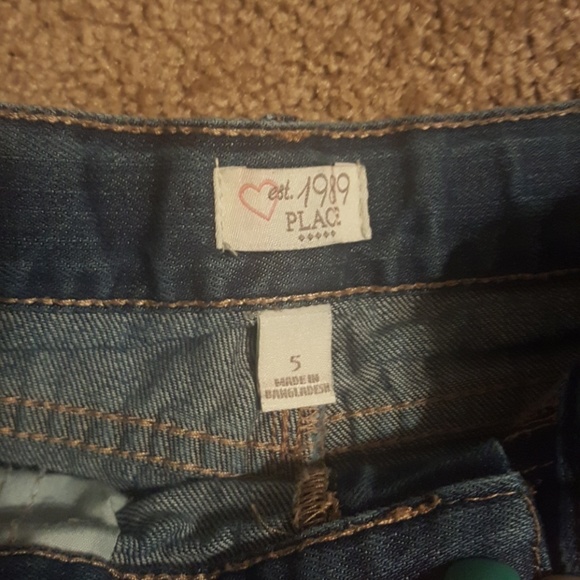 est. 1989
PLACE
5
MADE IN
BANGLADESH